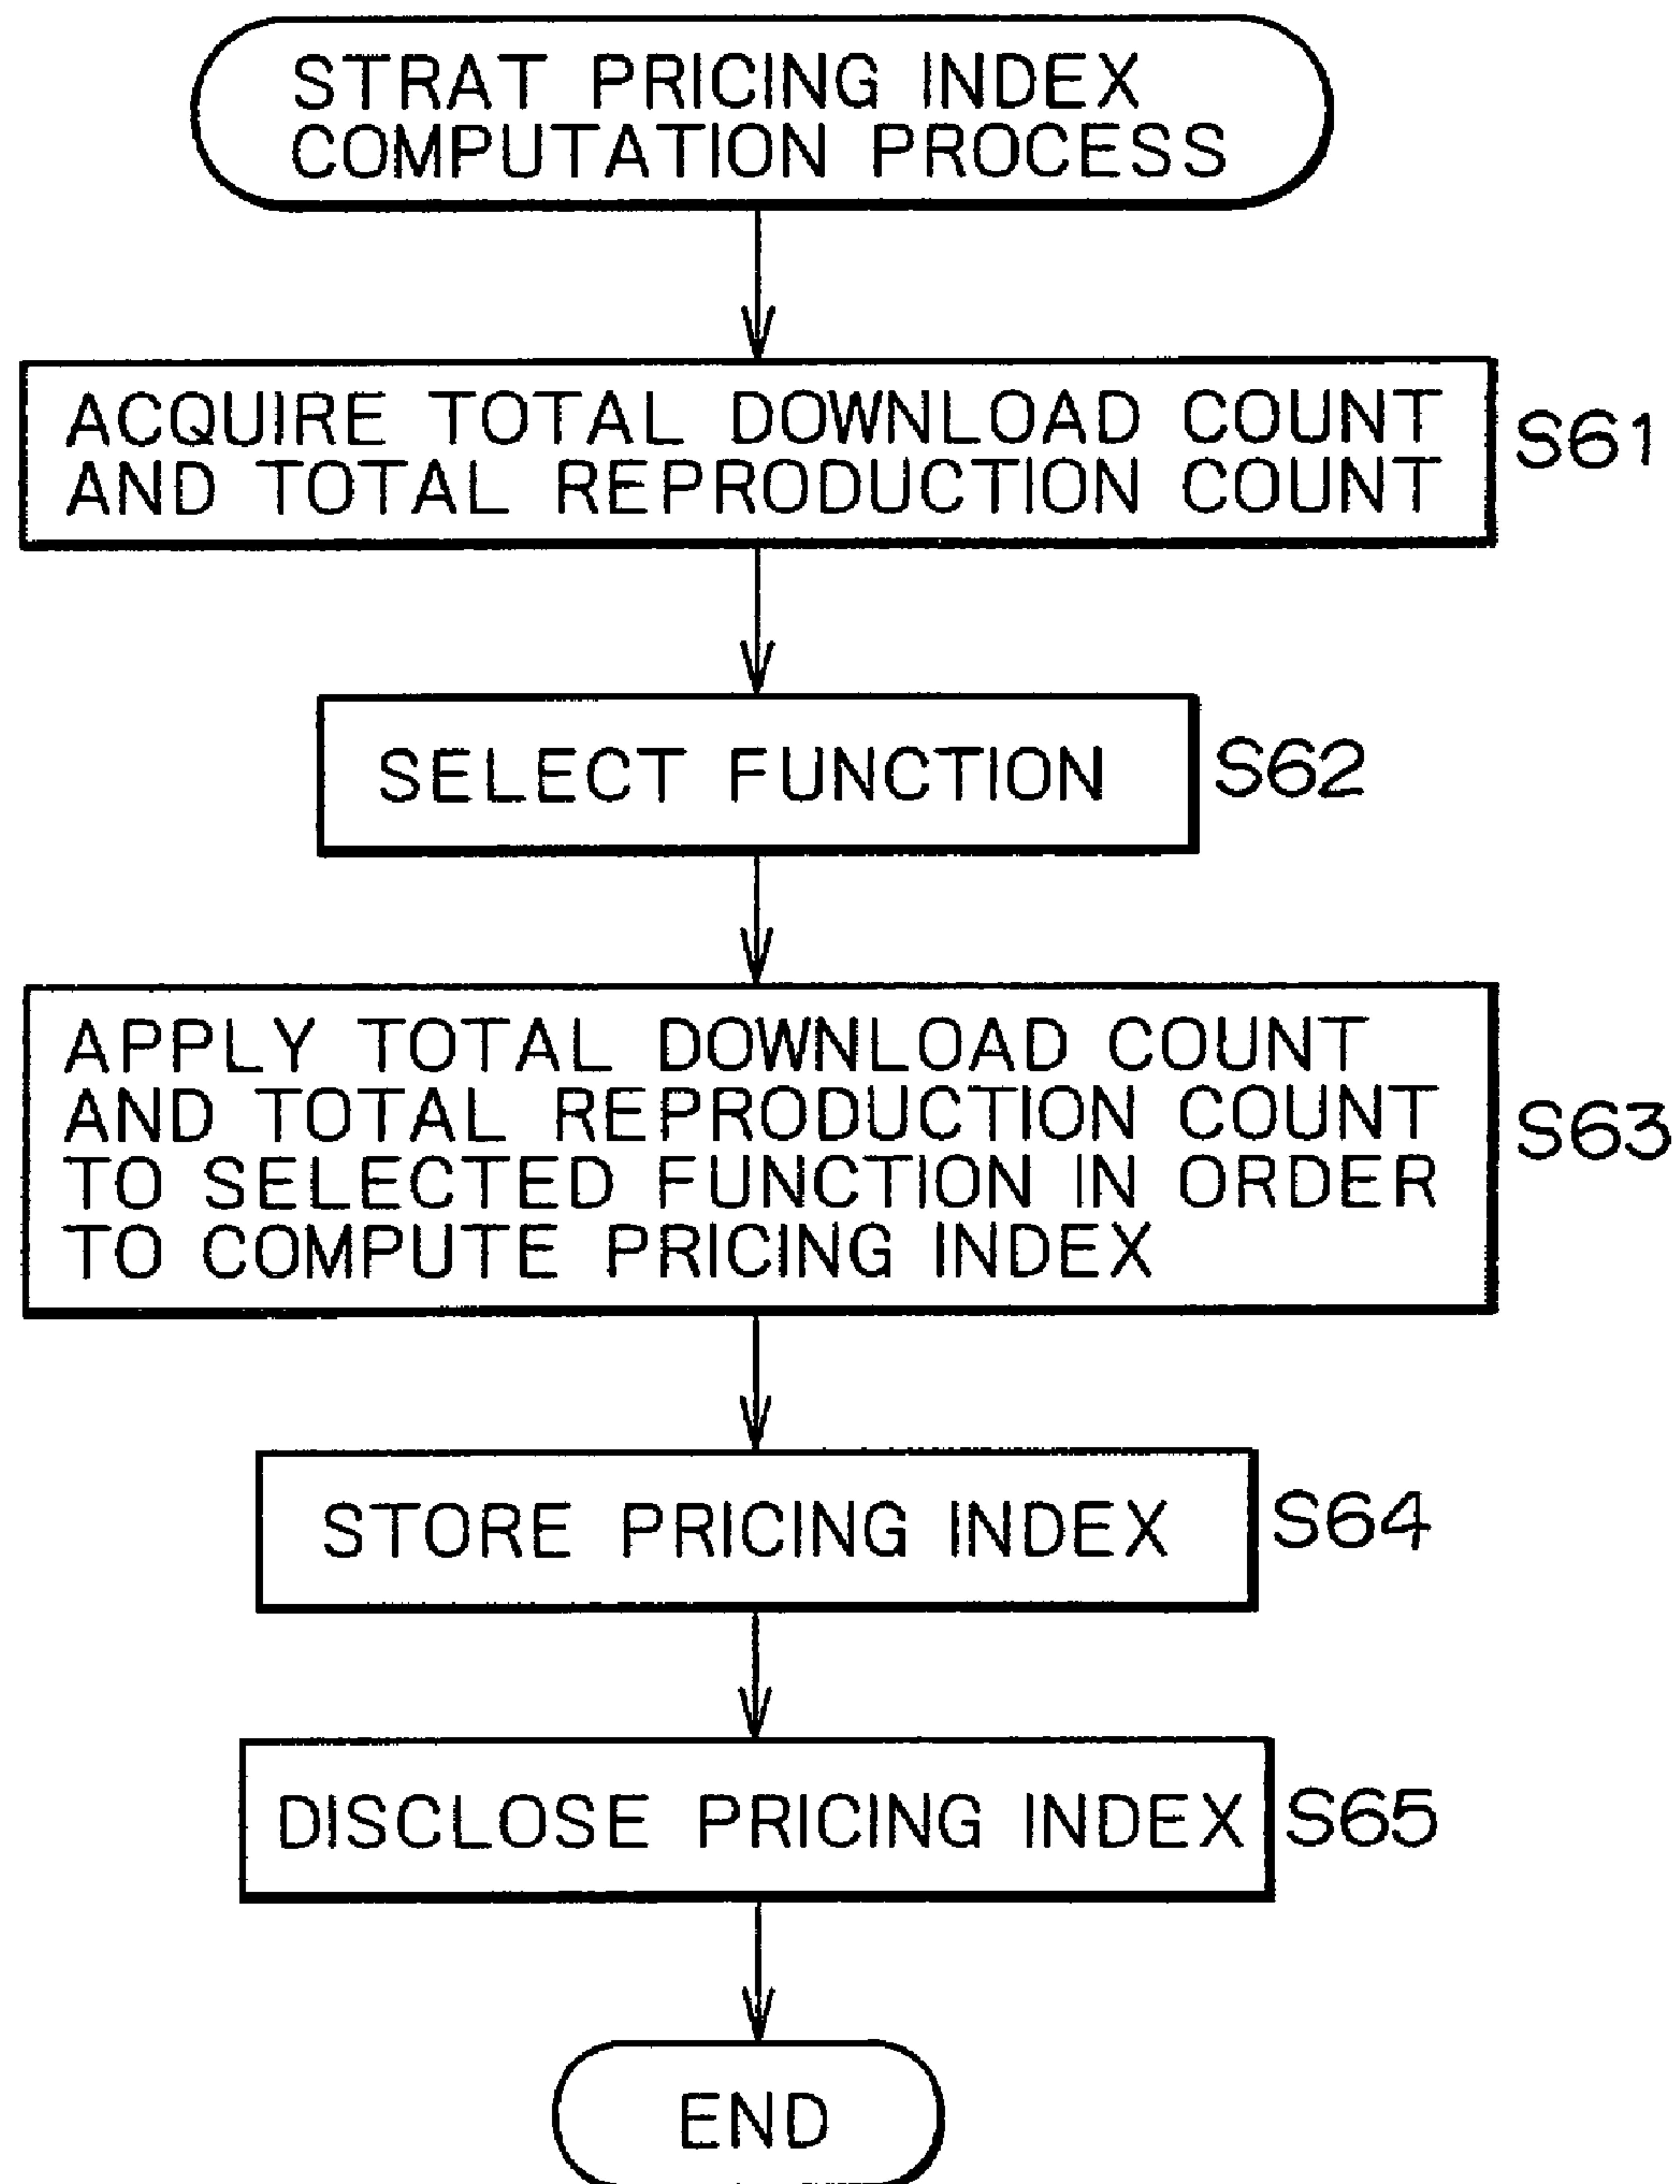 STRAT PRICING INDEX
COMPUTATION PROCESS
ACQUIRE TOTAL DOWNLOAD COUNT
AND TOTAL REPRODUCTION COUNT
S61
SELECT FUNCTION
S62
APPLY TOTAL DOWNLOAD COUNT
AND TOTAL REPRODUCTION COUNT
TO SELECTED FUNCTION IN ORDER
TO COMPUTE PRICING INDEX
S63
STORE PRICING INDEX
S64
DISCLOSE PRICING INDEX
S65
END